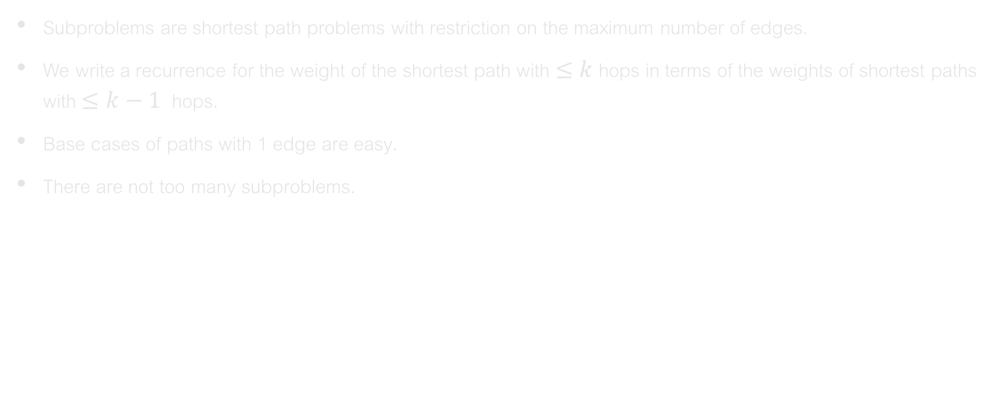 • Subproblems are shortest path problems with restriction on the maximum number of edges.
• We write a recurrence for the weight of the shortest path with ≤ k hops in terms of the weights of shortest paths
with ≤ k − 1 hops.
• Base cases of paths with 1 edge are easy.
• There are not too many subproblems.